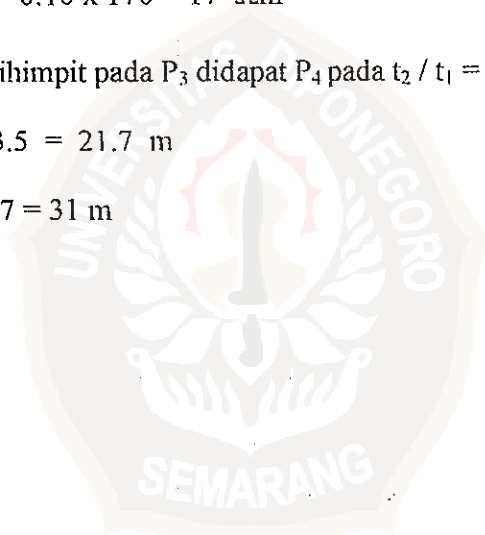 0.10 x 170 = 17
ihimpit pada P₃ didapat P₄ pada t₂ / t₁ =
3.5 = 21.7 m
7 = 31 m
UNIVERSITAS DIPONEGORO
SEMARANG